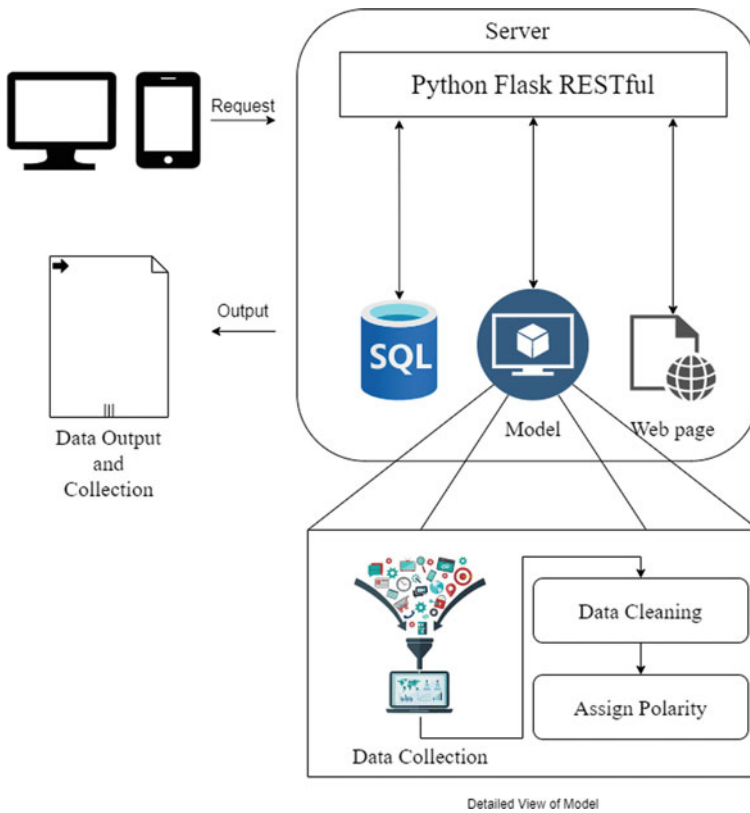 Server
Python Flask RESTful
Request
Output
SQL
Data Output
and
Collection
Model
Web page
Data Cleaning
Assign Polarity
Data Collection
Detailed View of Model